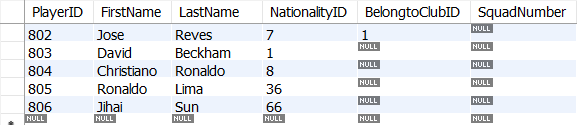 PlayerID FirstName LastName NationalityID BelongtoClubID SquadNumber
802 Jose Reves 7 1 NULL
803 David Beckham 1 NULL NULL
804 Christiano Ronaldo 8 NULL NULL
805 Ronaldo Lima 36 NULL NULL
806 Jihai Sun 66 NULL NULL
NULL NULL NULL NULL NULL NULL